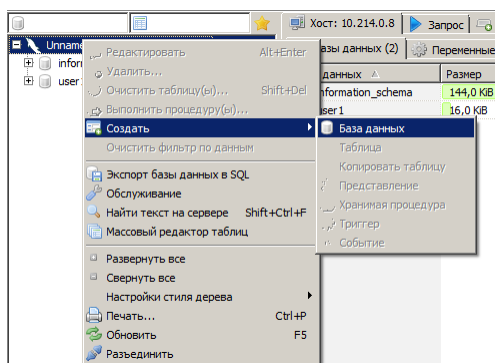 Хост: 10.214.0.8
Запрос
Unname
базы данных (2)
Переменные
infor
user
данных
Размер
nformation_schema
144,0 KiB
user1
16,0 KiB
Редактировать Alt+Enter
Удалить...
Очистить таблицу(ы)... Shift+Del
Выполнить процедуру(ы)...
Создать
Очистить фильтр по данным
Экспорт базы данных в SQL
Обслуживание
Найти текст на сервере Shift+Ctrl+F
Массовый редактор таблиц
Развернуть все
Свернуть все
Настройки стиля дерева
Печать... Ctrl+P
Обновить F5
Разъединить
База данных
Таблица
Копировать таблицу
Представление
Хранимая процедура
Триггер
Событие